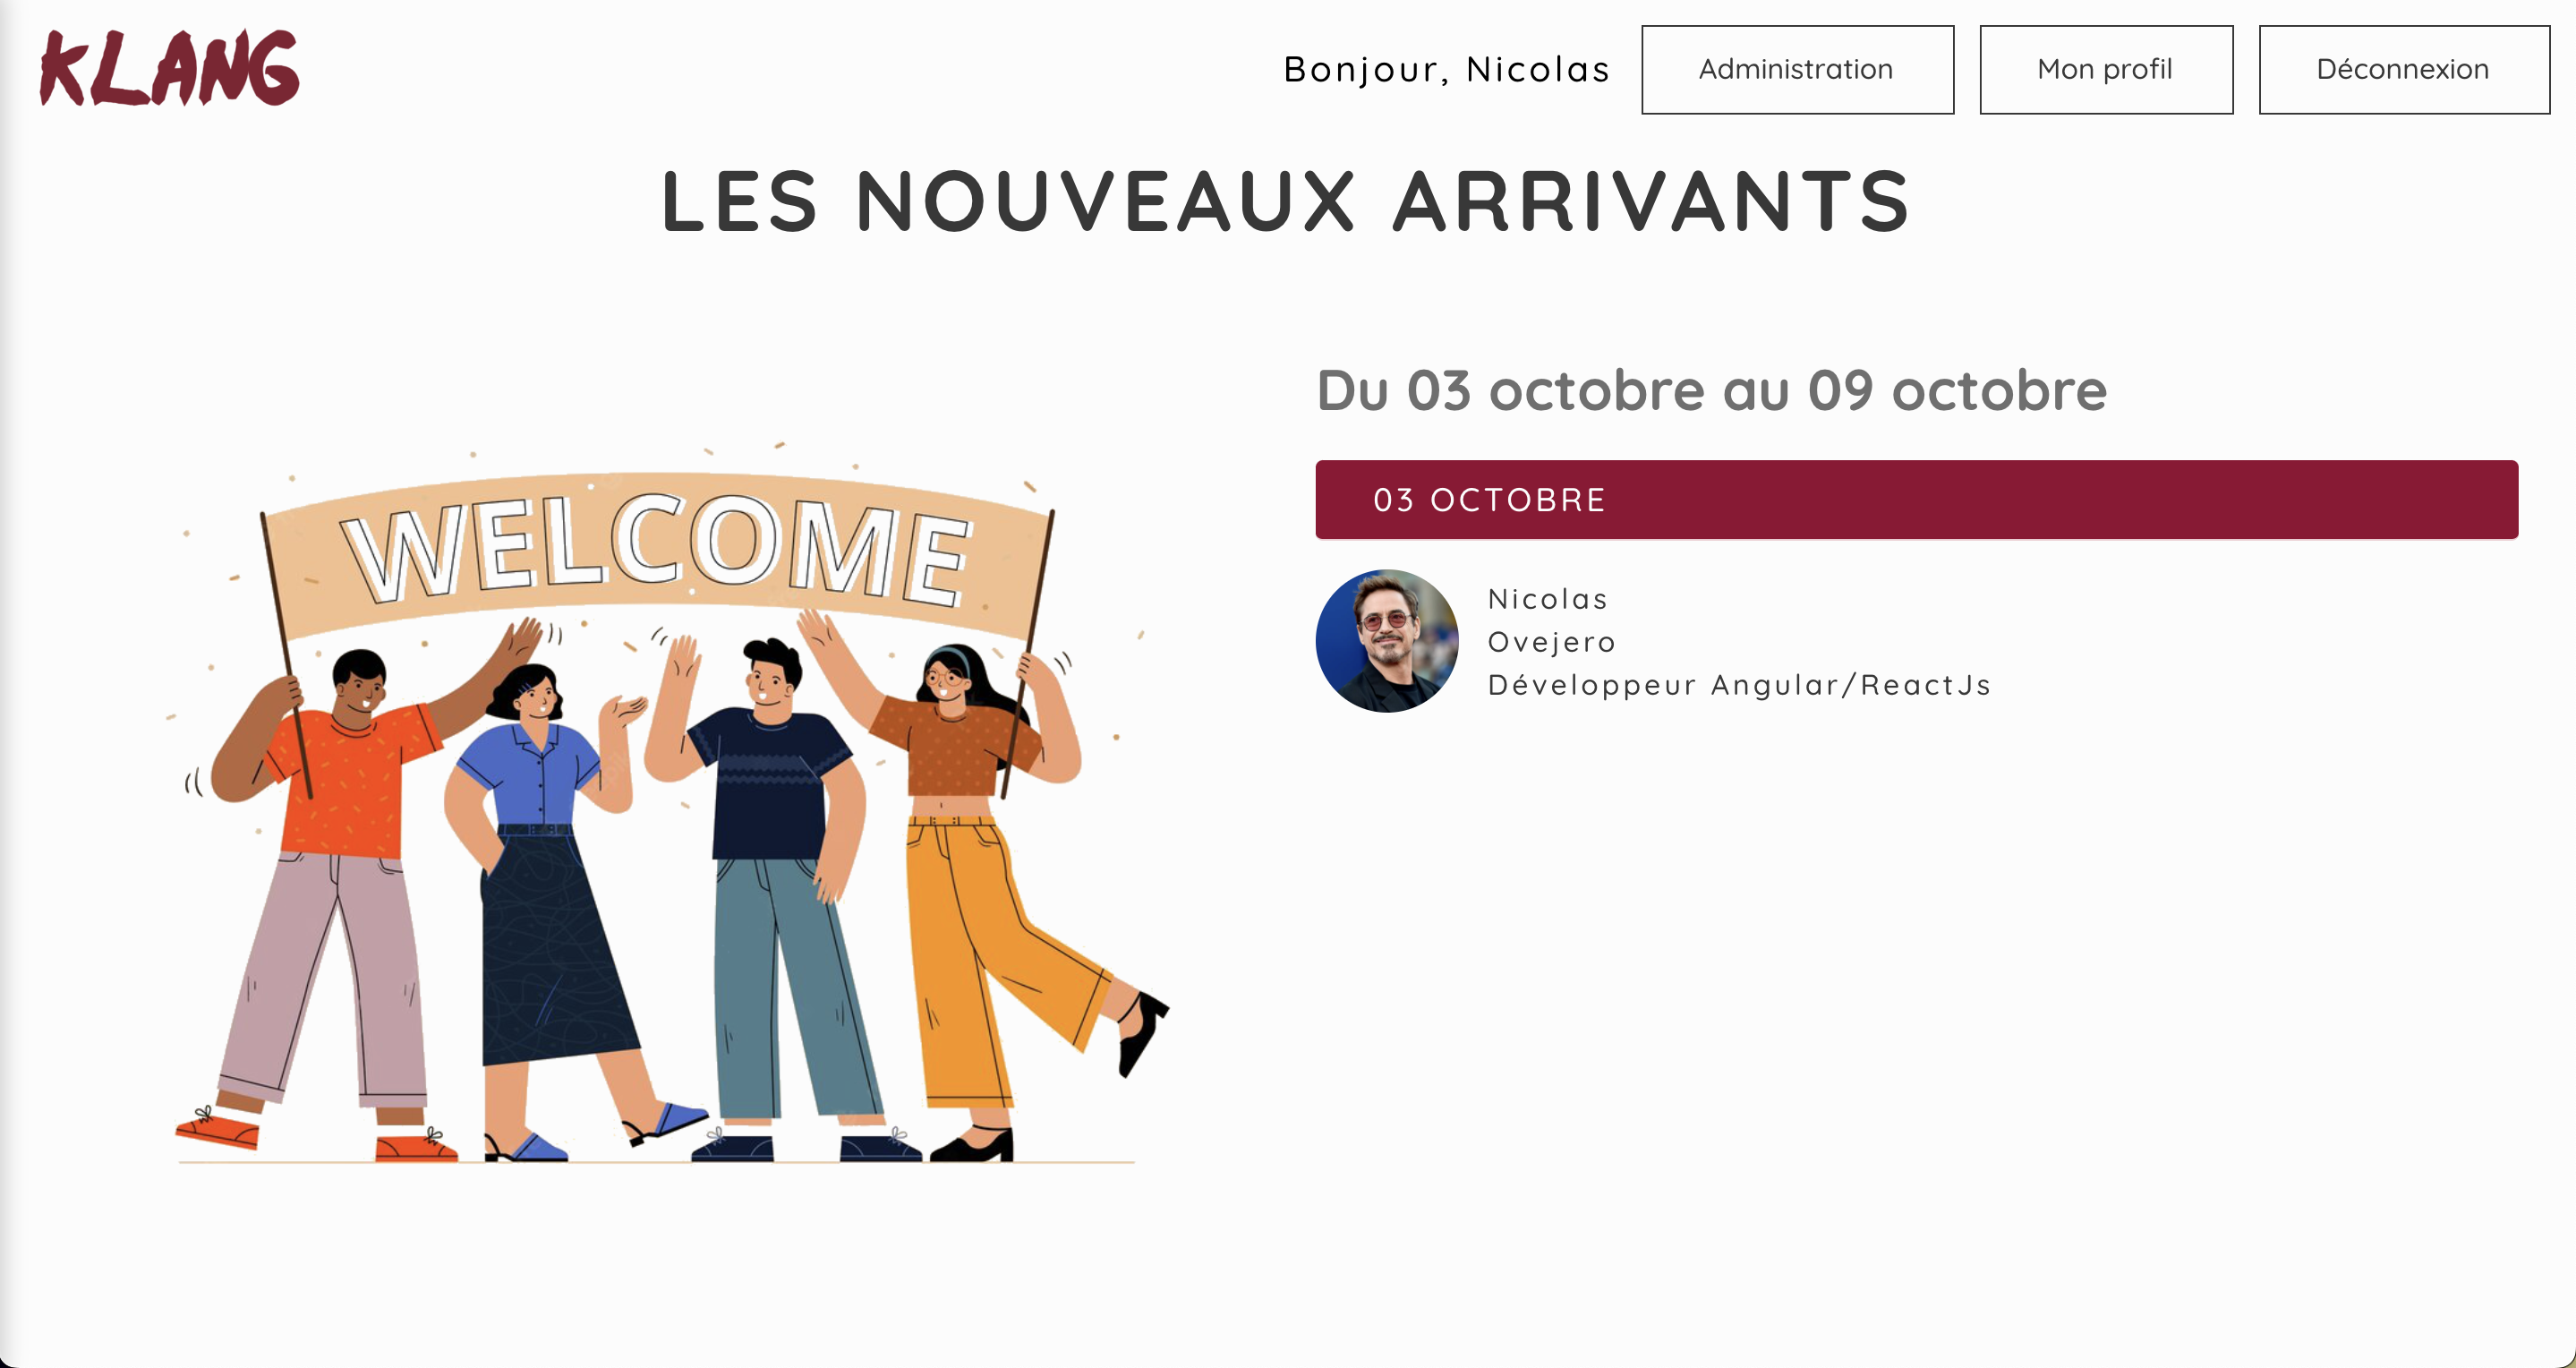 KLANG
Bonjour, Nicolas
Administration
Mon profil
Déconnexion
LES NOUVEAUX ARRIVANTS
Du 03 octobre au 09 octobre
03 OCTOBRE
Nicolas
Ovejero
Développeur Angular/ReactJs
WELCOME